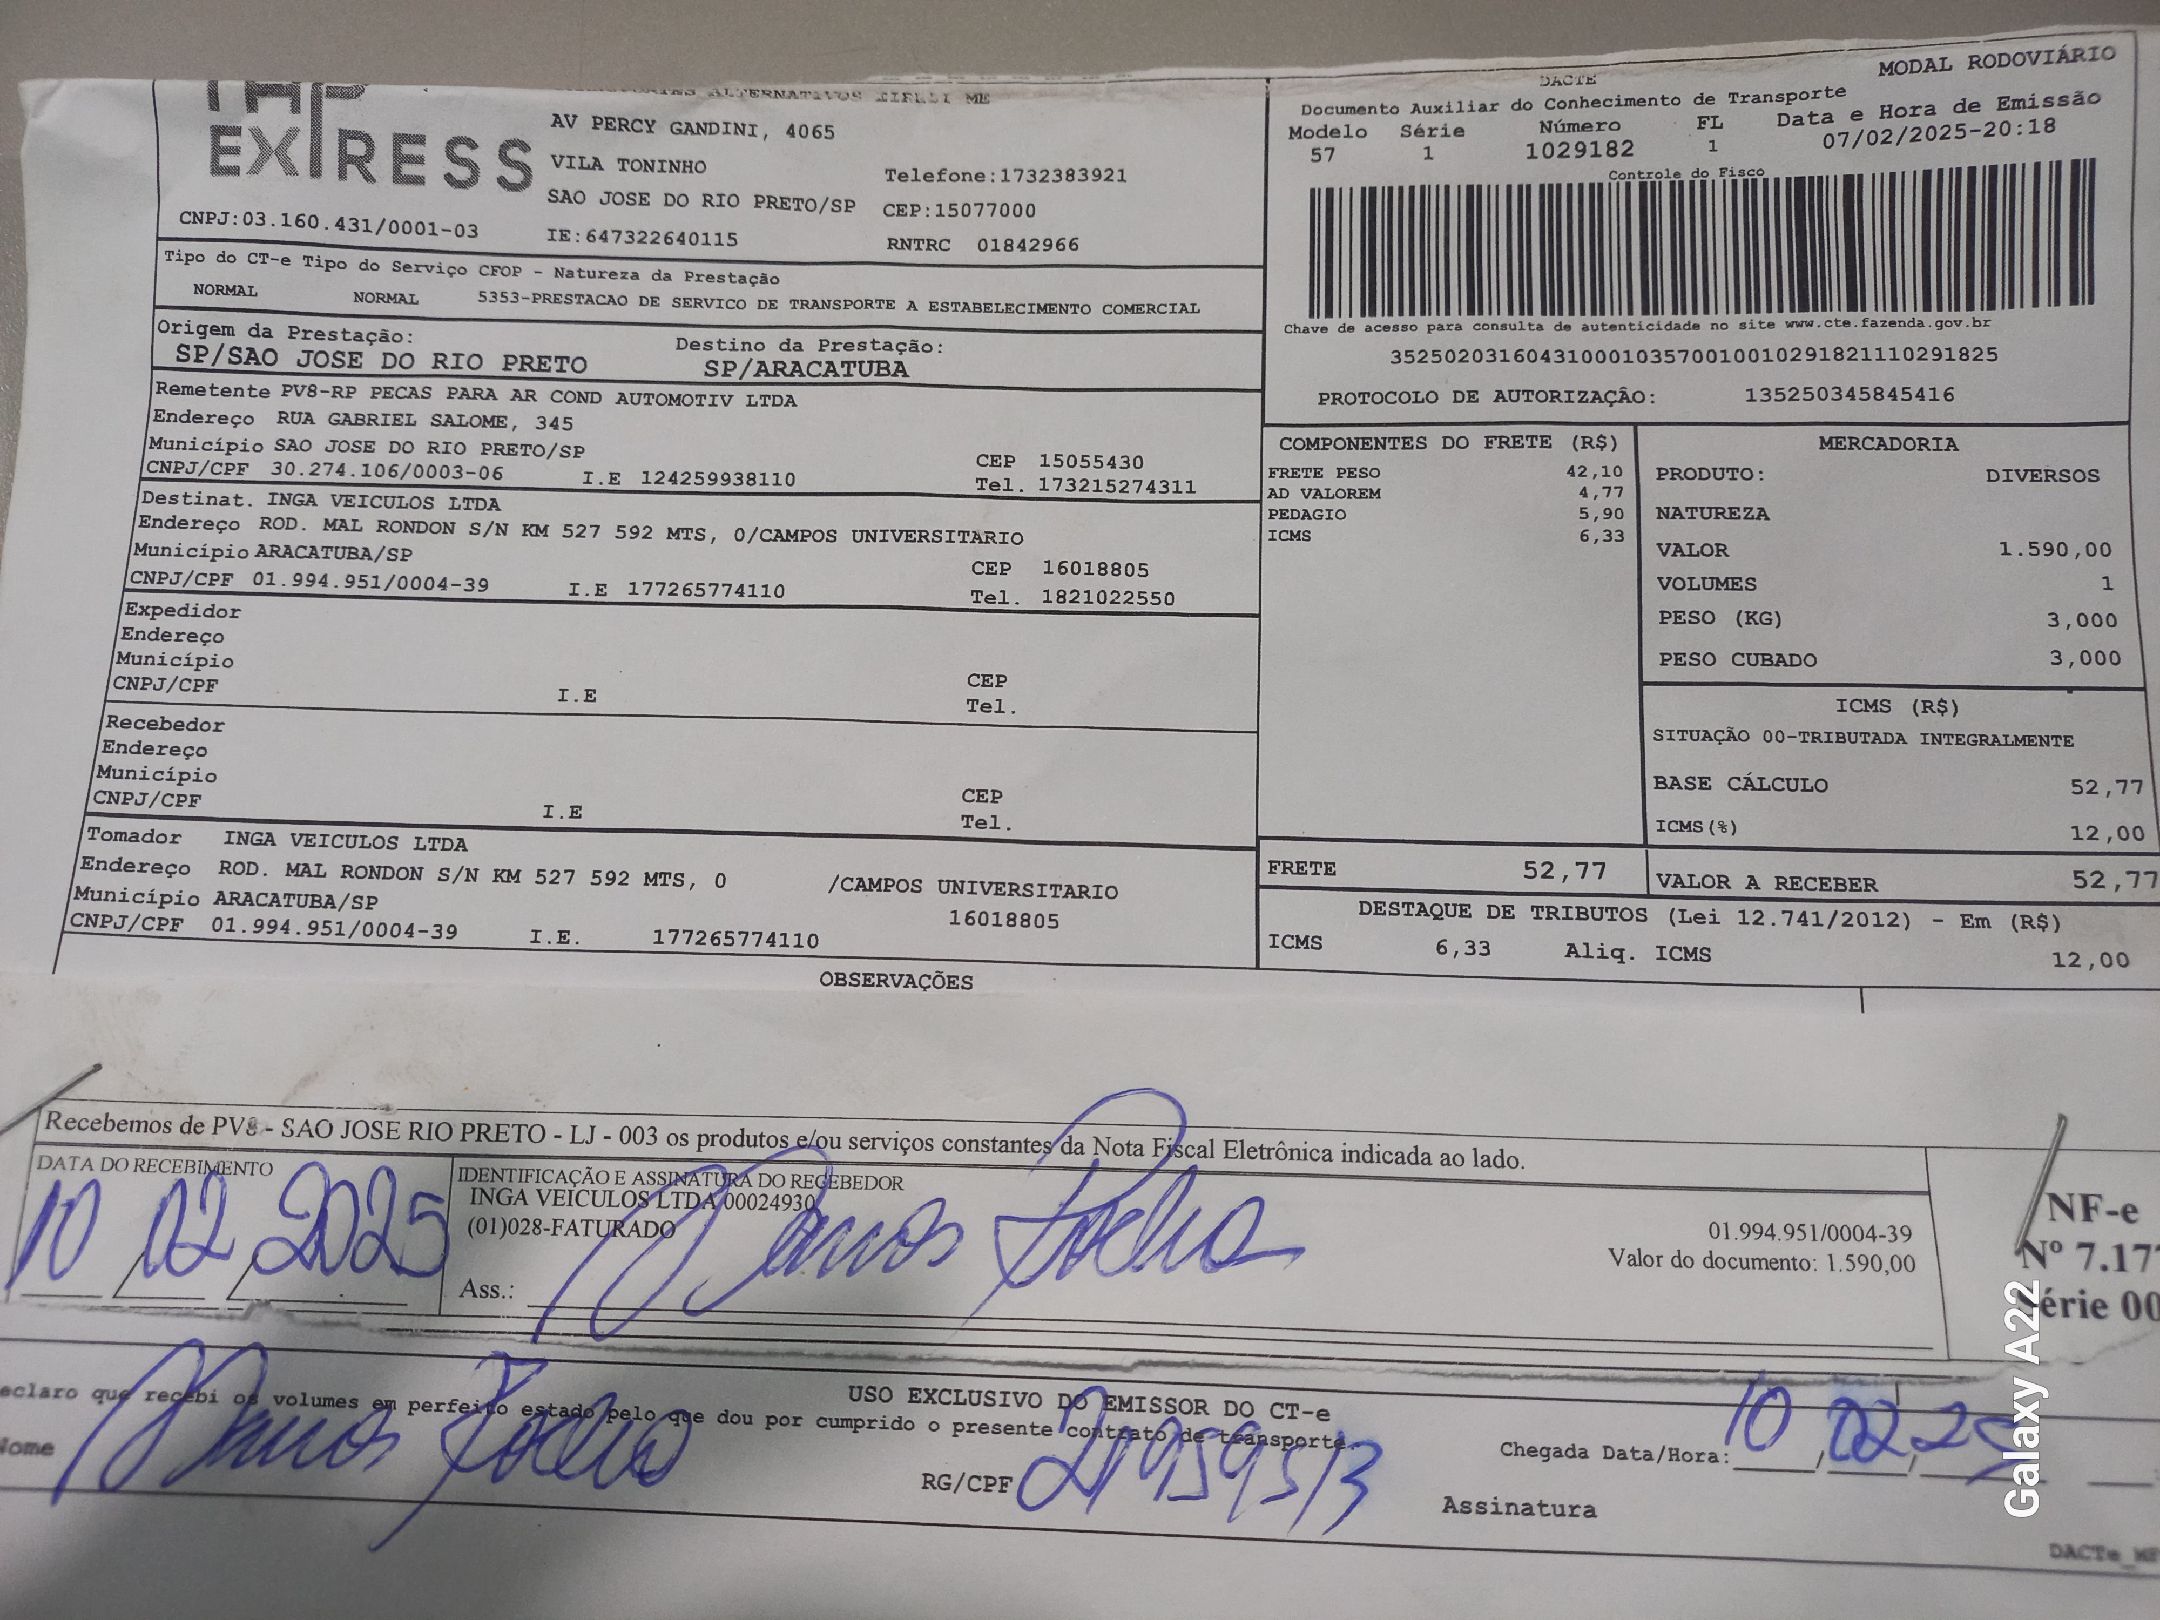 EXPRESS
ALTERNATIVOS ME
AV PERCY GANDINI, 4065
VILA TONINHO
Telefone:1732383921
SAO JOSE DO RIO PRETO/SP CEP:15077000
CNPJ:03.160.431/0001-03 IE:647322640115 RNTRC 01842966
MODAL RODOVIÁRIO
DACTE
Documento Auxiliar do Conhecimento de Transporte
Modelo Série Número FL Data e Hora de Emissão
57 1 1029182 1 07/02/2025-20:18
Controle do Fisco
Chave de acesso para consulta de autenticidade no site www.cte.fazenda.gov.br
35250203160431000103570010010291821110291825
PROTOCOLO DE AUTORIZAÇÃO: 135250345845416
Tipo do CT-e Tipo do Serviço CFOP - Natureza da Prestação
NORMAL NORMAL 5353-PRESTACAO DE SERVICO DE TRANSPORTE A ESTABELECIMENTO COMERCIAL
Origem da Prestação: Destino da Prestação:
SP/SAO JOSE DO RIO PRETO SP/ARACATUBA
Remetente PV8-RP PECAS PARA AR COND AUTOMOTIV LTDA
Endereço RUA GABRIEL SALOME, 345
Município SAO JOSE DO RIO PRETO/SP CEP 15055430
CNPJ/CPF 30.274.106/0003-06 I.E 124259938110 Tel. 173215274311
Destinat. INGA VEICULOS LTDA
Endereço ROD. MAL RONDON S/N KM 527 592 MTS, 0/CAMPOS UNIVERSITARIO
Município ARACATUBA/SP CEP 16018805
CNPJ/CPF 01.994.951/0004-39 I.E 177265774110 Tel. 1821022550
Expedidor
Endereço
Município CEP
CNPJ/CPF I.E Tel.
Recebedor
Endereço
Município CEP
CNPJ/CPF I.E Tel.
Tomador INGA VEICULOS LTDA
Endereço ROD. MAL RONDON S/N KM 527 592 MTS, 0 /CAMPOS UNIVERSITARIO
Município ARACATUBA/SP 16018805
CNPJ/CPF 01.994.951/0004-39 I.E. 177265774110
COMPONENTES DO FRETE (R$)
FRETE PESO 42,10
AD VALOREM 4,77
PEDAGIO 5,90
ICMS 6,33
MERCADORIA
PRODUTO: DIVERSOS
NATUREZA
VALOR 1.590,00
VOLUMES 1
PESO (KG) 3,000
PESO CUBADO 3,000
ICMS (R$)
SITUAÇÃO 00-TRIBUTADA INTEGRALMENTE
BASE CÁLCULO 52,77
ICMS(%) 12,00
FRETE 52,77 VALOR A RECEBER 52,77
DESTAQUE DE TRIBUTOS (Lei 12.741/2012) - Em (R$)
ICMS 6,33 Aliq. ICMS 12,00
OBSERVAÇÕES
Recebemos de PV8 - SAO JOSE RIO PRETO - LJ - 003 os produtos e/ou serviços constantes da Nota Fiscal Eletrônica indicada ao lado.
DATA DO RECEBIMENTO IDENTIFICAÇÃO E ASSINATURA DO RECEBEDOR
10 02 2025
INGA VEICULOS LTDA 00024930
(01)028-FATURADO
01.994.951/0004-39
Valor do documento: 1.590,00
Ass.:
NF-e
Nº 7.17
Série 00
USO EXCLUSIVO DO EMISSOR DO CT-e
eclaro que recebi os volumes em perfeito estado pelo que dou por cumprido o presente contrato de transporte.
ome
RG/CPF
Chegada Data/Hora: 10 02 25
Assinatura
DACTe
Galaxy A22